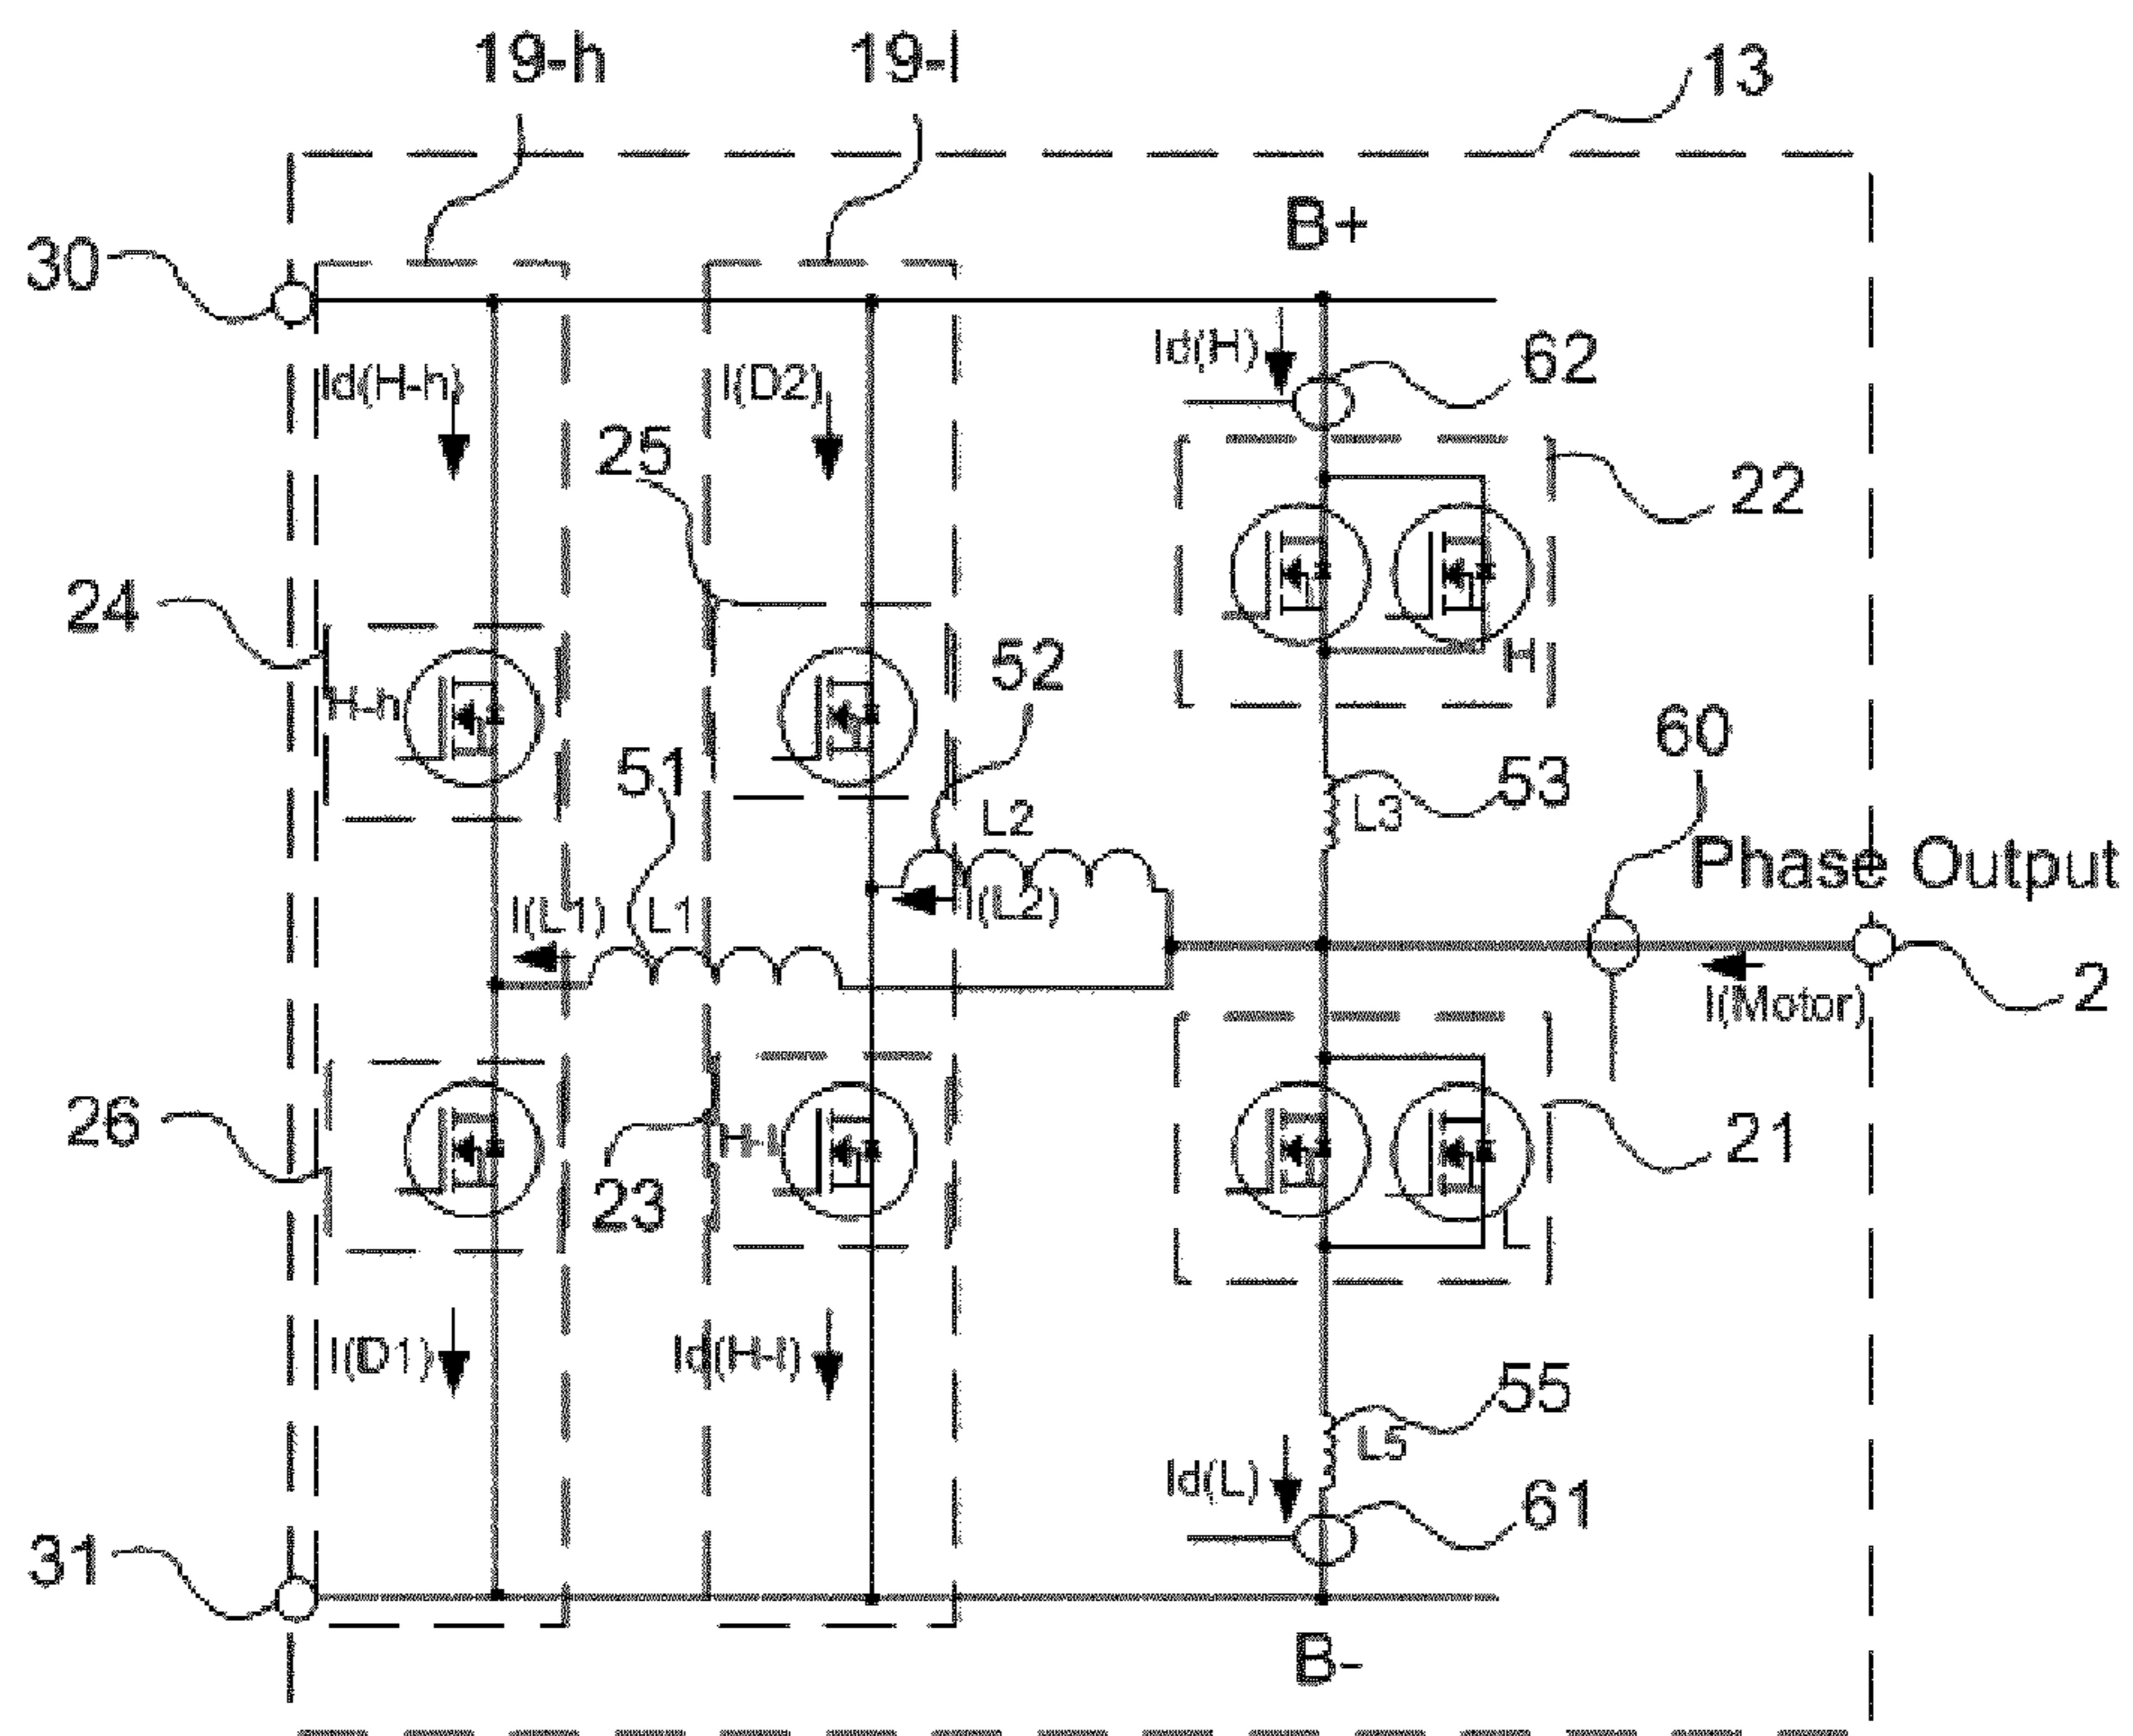 19-h
19-l
13
B+
30
Id(H-h)
I(D2)
Id(H)
62
25
22
24
H-h
52
H
60
51
53
L2
L3
Phase Output
I(L1)
L1
I(L2)
I(Motor)
2
26
H-l
21
23
L
I(D1)
Id(H-l)
55
L5
Id(L)
61
31
B-